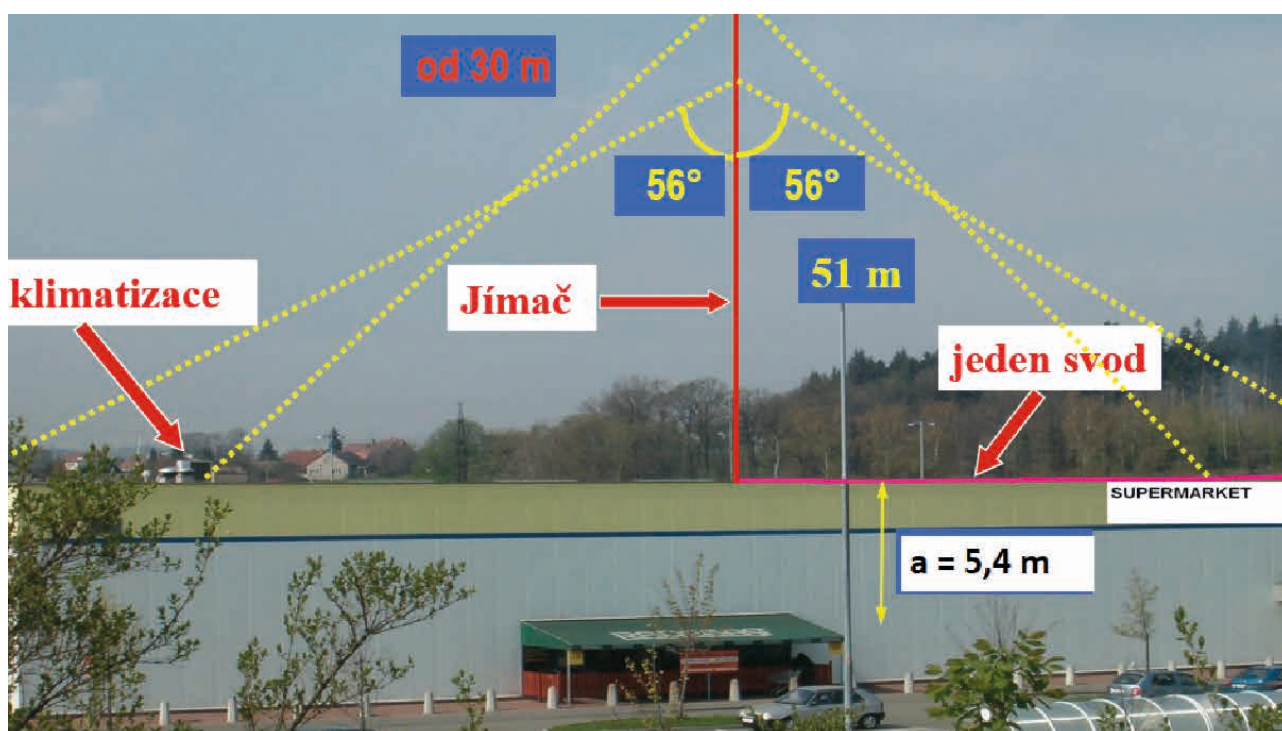 od 30 m
56°
56°
51 m
klimatizace
Jímač
jeden svod
SUPERMARKET
a = 5,4 m